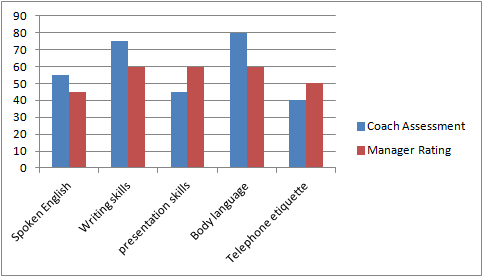 90
80
70
60
50
40
30
20
10
0
Spoken English
Writing skills
presentation skills
Body language
Telephone etiquette
Coach Assessment
Manager Rating